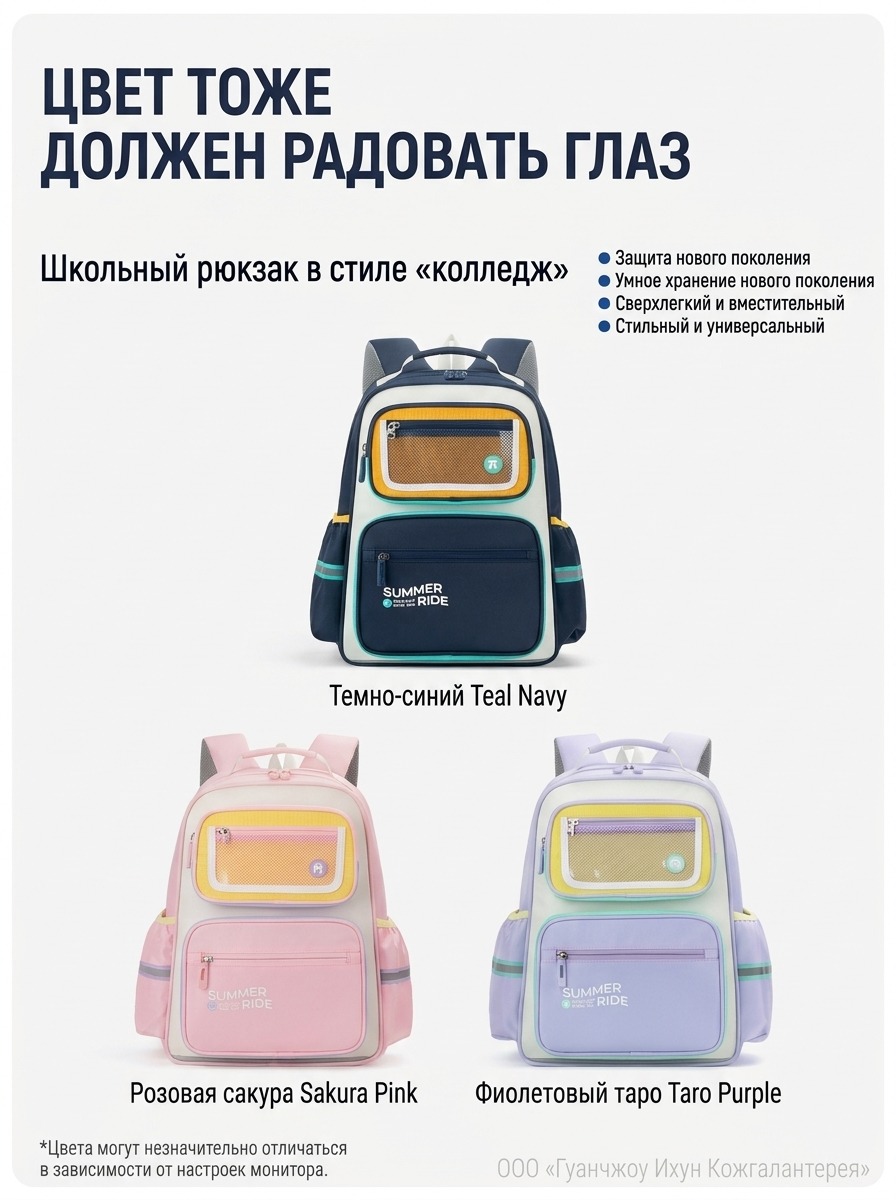 ЦВЕТ ТОЖЕ
ДОЛЖЕН РАДОВАТЬ ГЛАЗ
Школьный рюкзак в стиле «колледж»
Защита нового поколения
Умное хранение нового поколения
Сверхлегкий и вместительный
Стильный и универсальный
π
SUMMER
RIDE
Темно-синий Teal Navy
SUMMER
RIDE
SUMMER
RIDE
Розовая сакура Sakura Pink
Фиолетовый таро Taro Purple
*Цвета могут незначительно отличаться
в зависимости от настроек монитора.
ООО «Гуанчжоу Ихун Кожгалантерея»